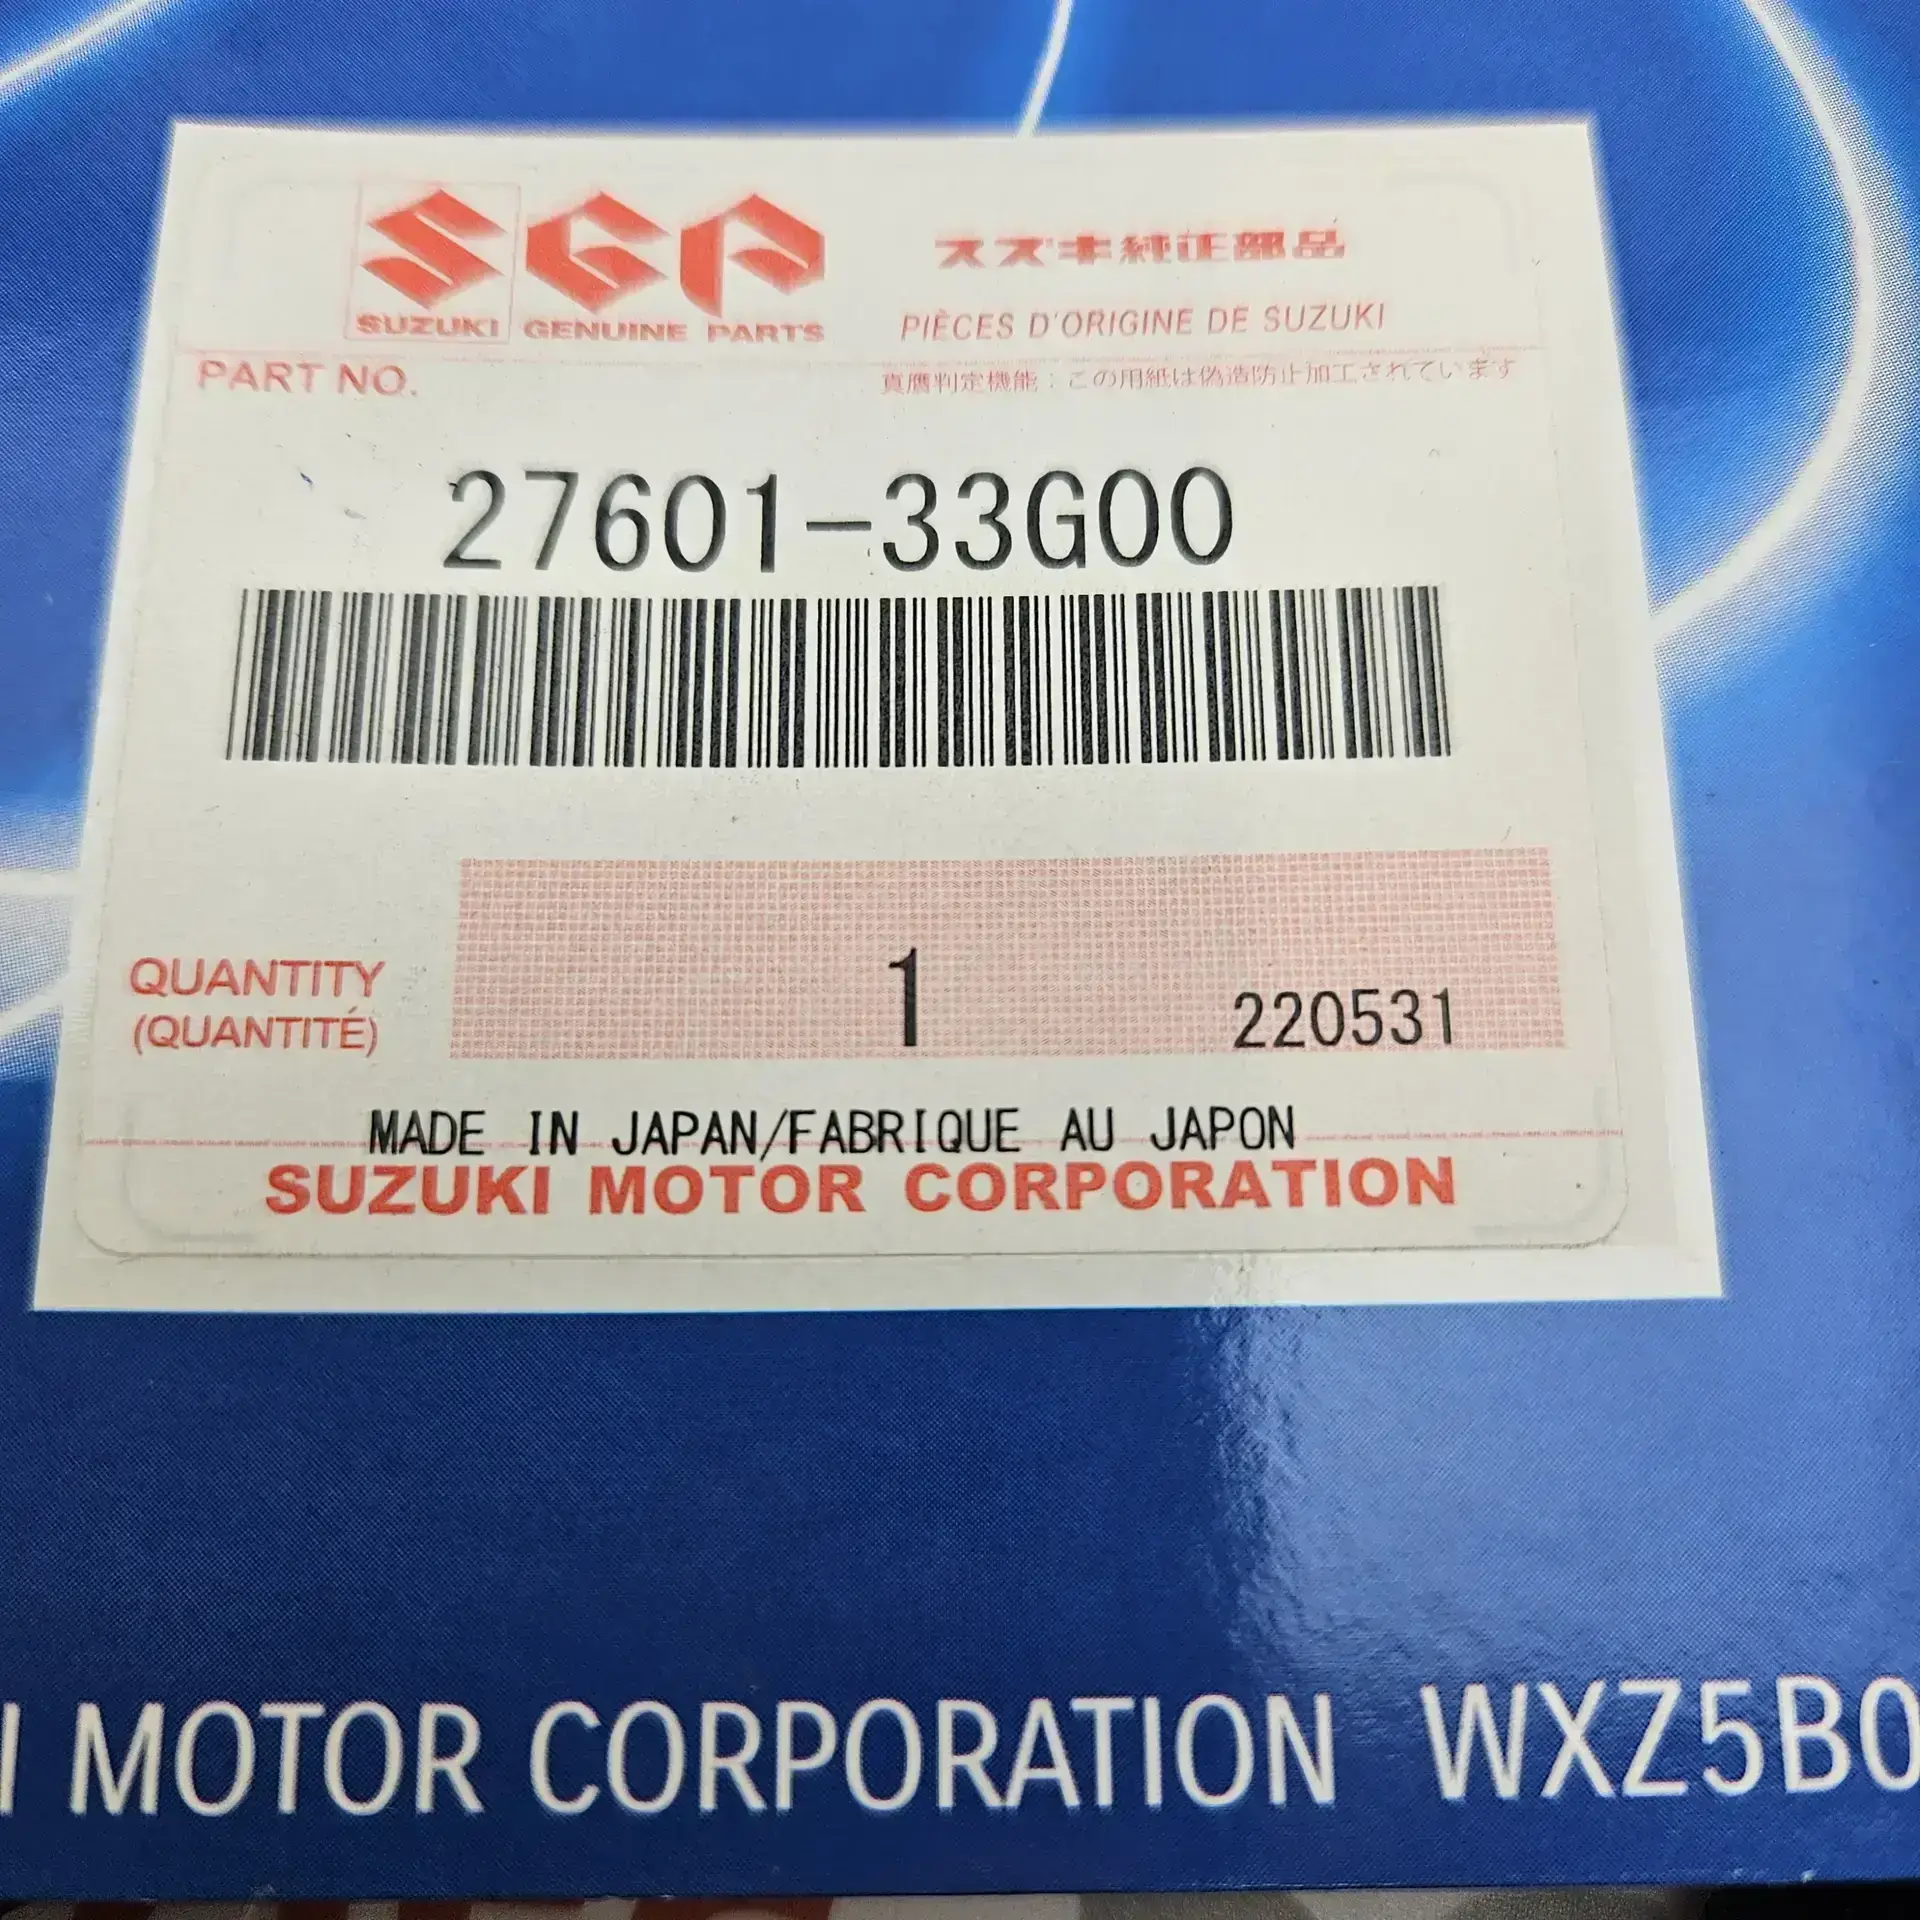 SUZUKI GENUINE PARTS
スズキ純正部品
PIÈCES D'ORIGINE DE SUZUKI
PART NO.
真贋判定機能：この用紙は偽造防止加工されています
27601-33G00
QUANTITY
(QUANTITÉ)
1
220531
MADE IN JAPAN/FABRIQUE AU JAPON
SUZUKI MOTOR CORPORATION
I MOTOR CORPORATION WXZ5B0